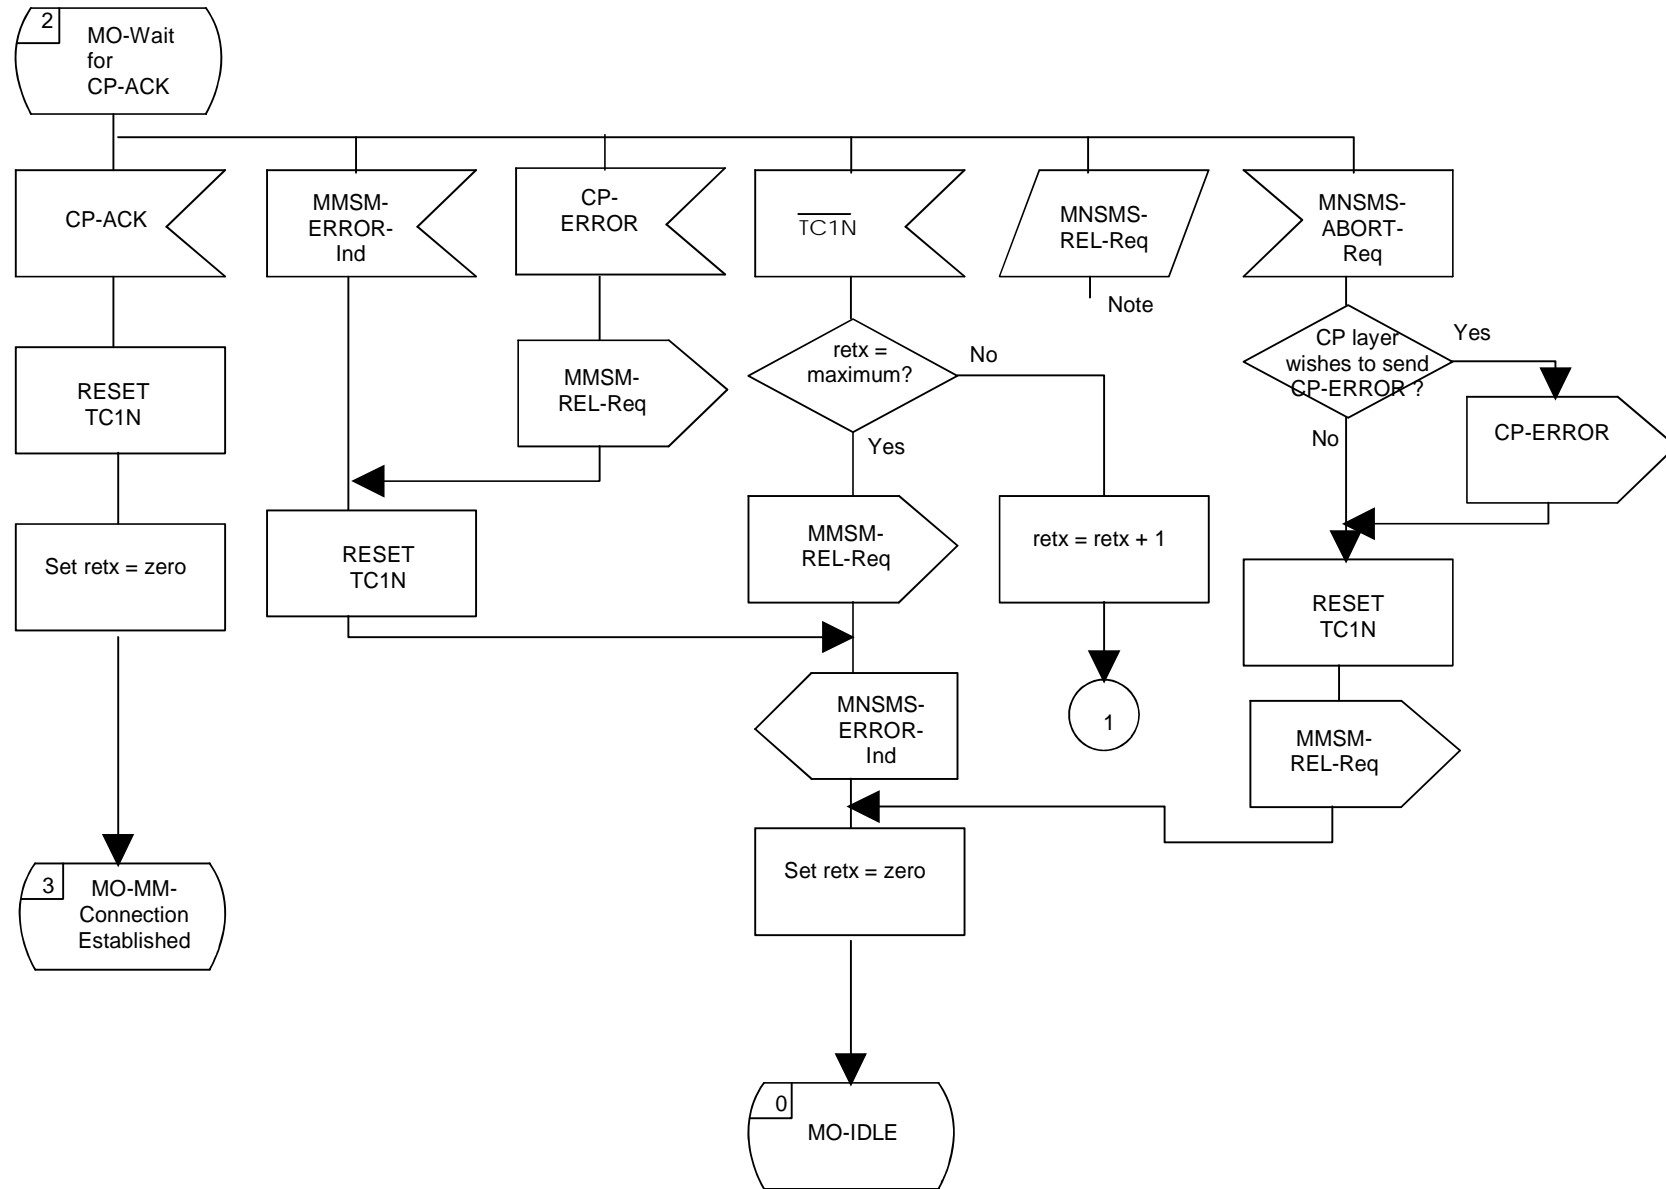 2
MO-Wait
for
CP-ACK
CP-ACK
MMSM-
ERROR-
Ind
CP-
ERROR
TC1N
MNSMS-
REL-Req
MNSMS-
ABORT-
Req
Note
RESET
TC1N
MMSM-
REL-Req
retx =
maximum?
No
Yes
CP layer
wishes to send
CP-ERROR ?
Yes
No
CP-ERROR
Set retx = zero
RESET
TC1N
MMSM-
REL-Req
retx = retx + 1
RESET
TC1N
MNSMS-
ERROR-
Ind
1
MMSM-
REL-Req
Set retx = zero
3
MO-MM-
Connection
Established
0
MO-IDLE